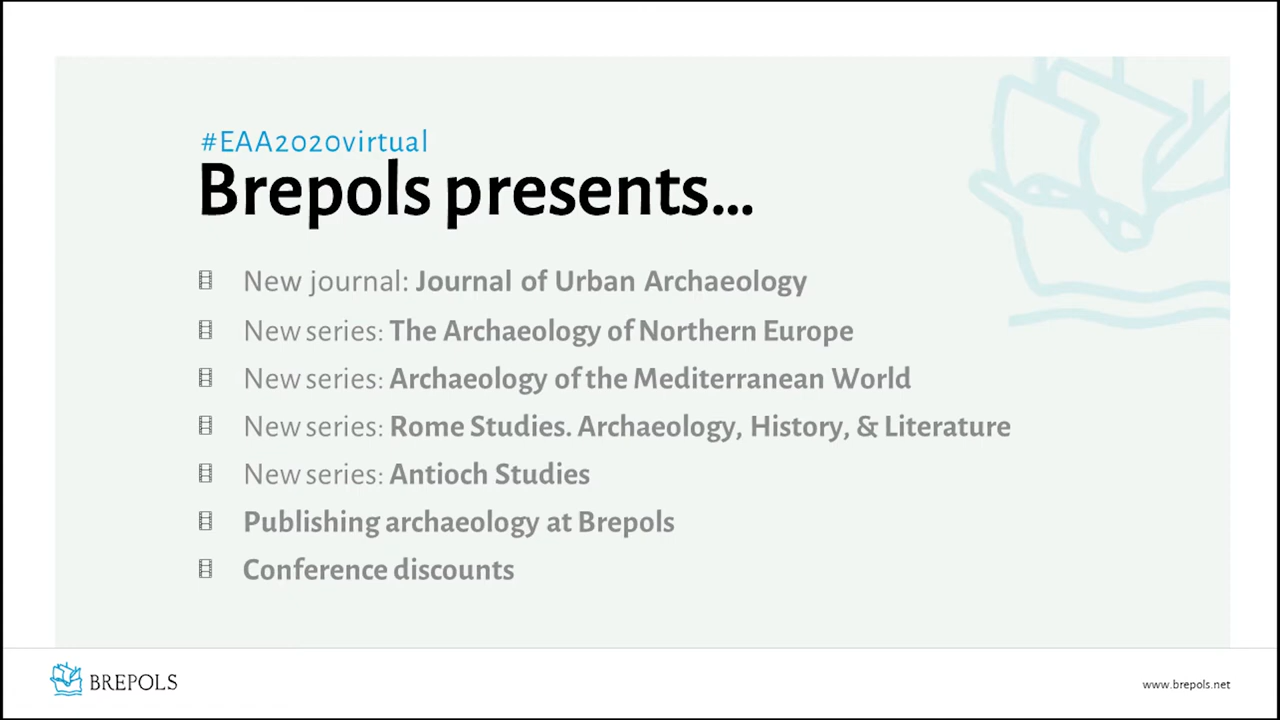 #EAA2020virtual
Brepols presents...
New journal: Journal of Urban Archaeology
New series: The Archaeology of Northern Europe
New series: Archaeology of the Mediterranean World
New series: Rome Studies. Archaeology, History, & Literature
New series: Antioch Studies
Publishing archaeology at Brepols
Conference discounts
BREPOLS
www.brepols.net